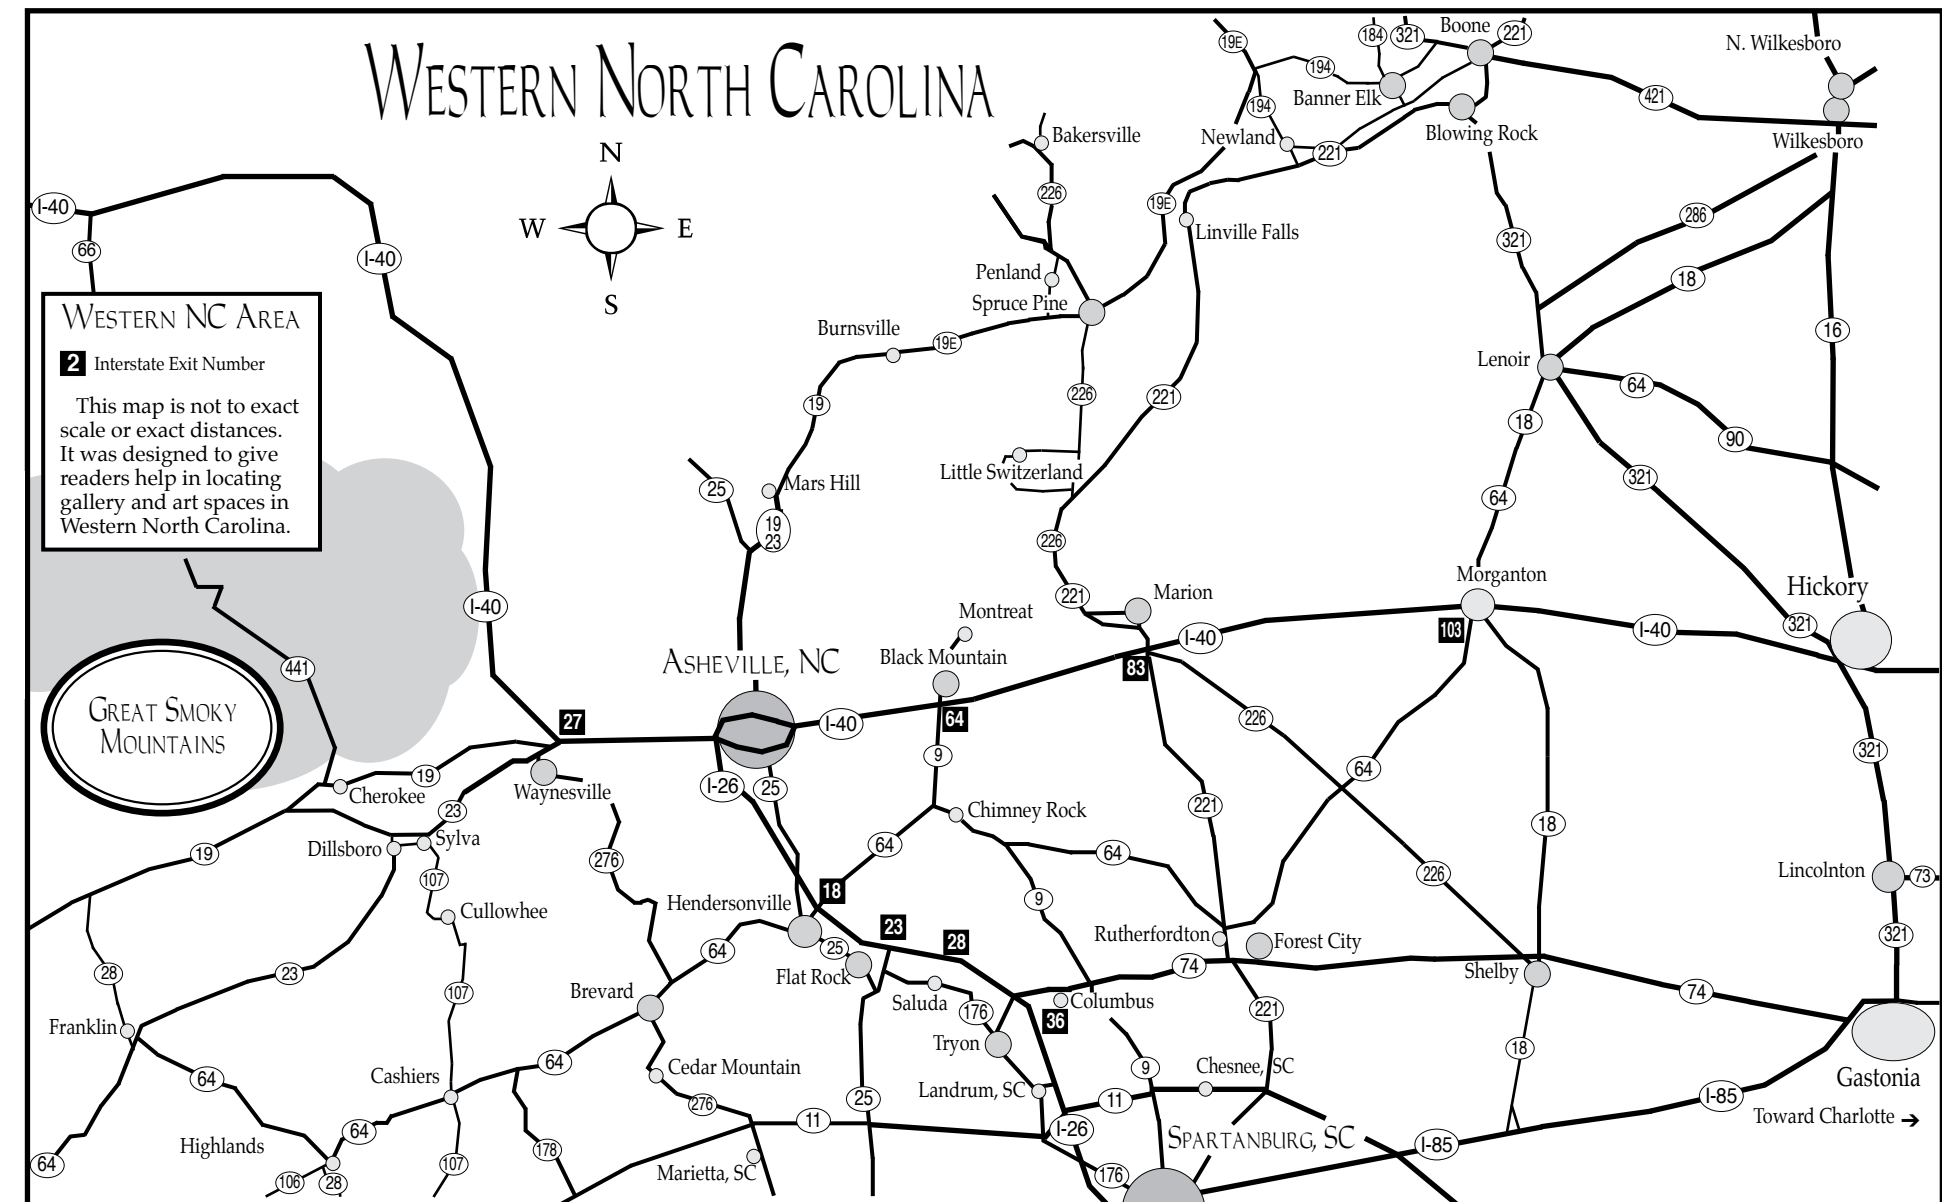 WESTERN NORTH CAROLINA
N
W E
S
I-40
66
I-40
WESTERN NC AREA
2 Interstate Exit Number
This map is not to exact
scale or exact distances.
It was designed to give
readers help in locating
gallery and art spaces in
Western North Carolina.
19E
194
184
321
Boone
221
N. Wilkesboro
Banner Elk
194
421
Newland
221
Blowing Rock
Wilkesboro
Bakersville
226
19E
Linville Falls
321
286
18
16
Penland
Spruce Pine
Burnsville
19E
19
226
221
Lenoir
64
18
90
321
64
Little Switzerland
25
Mars Hill
19
23
226
221
Marion
Morganton
103
Hickory
321
I-40
I-40
83
Montreat
Black Mountain
64
ASHEVILLE, NC
I-40
I-40
441
GREAT SMOKY
MOUNTAINS
27
19
Cherokee
Waynesville
23
I-26
25
9
Chimney Rock
64
64
226
64
221
18
321
19
Dillsboro
Sylva
107
276
Cullowhee
Hendersonville
18
9
226
Lincolnton
73
64
25
23
28
Flat Rock
Rutherfordton
Forest City
74
Shelby
321
28
23
107
Brevard
Saluda
176
36
Columbus
221
74
Franklin
Tryon
64
64
Cashiers
Cedar Mountain
Landrum, SC
9
Chesnee, SC
18
Gastonia
276
11
25
11
I-85
Toward Charlotte ➔
Highlands
64
178
I-26
SPARTANBURG, SC
I-85
64
106
28
107
Marietta, SC
176